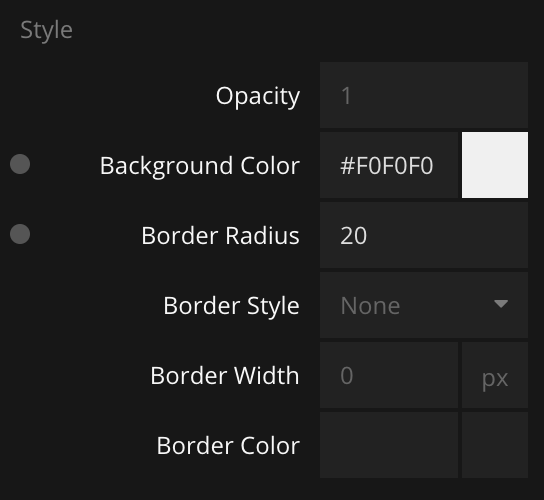 Style
Opacity 1
Background Color #F0F0F0
Border Radius 20
Border Style None
Border Width 0 px
Border Color